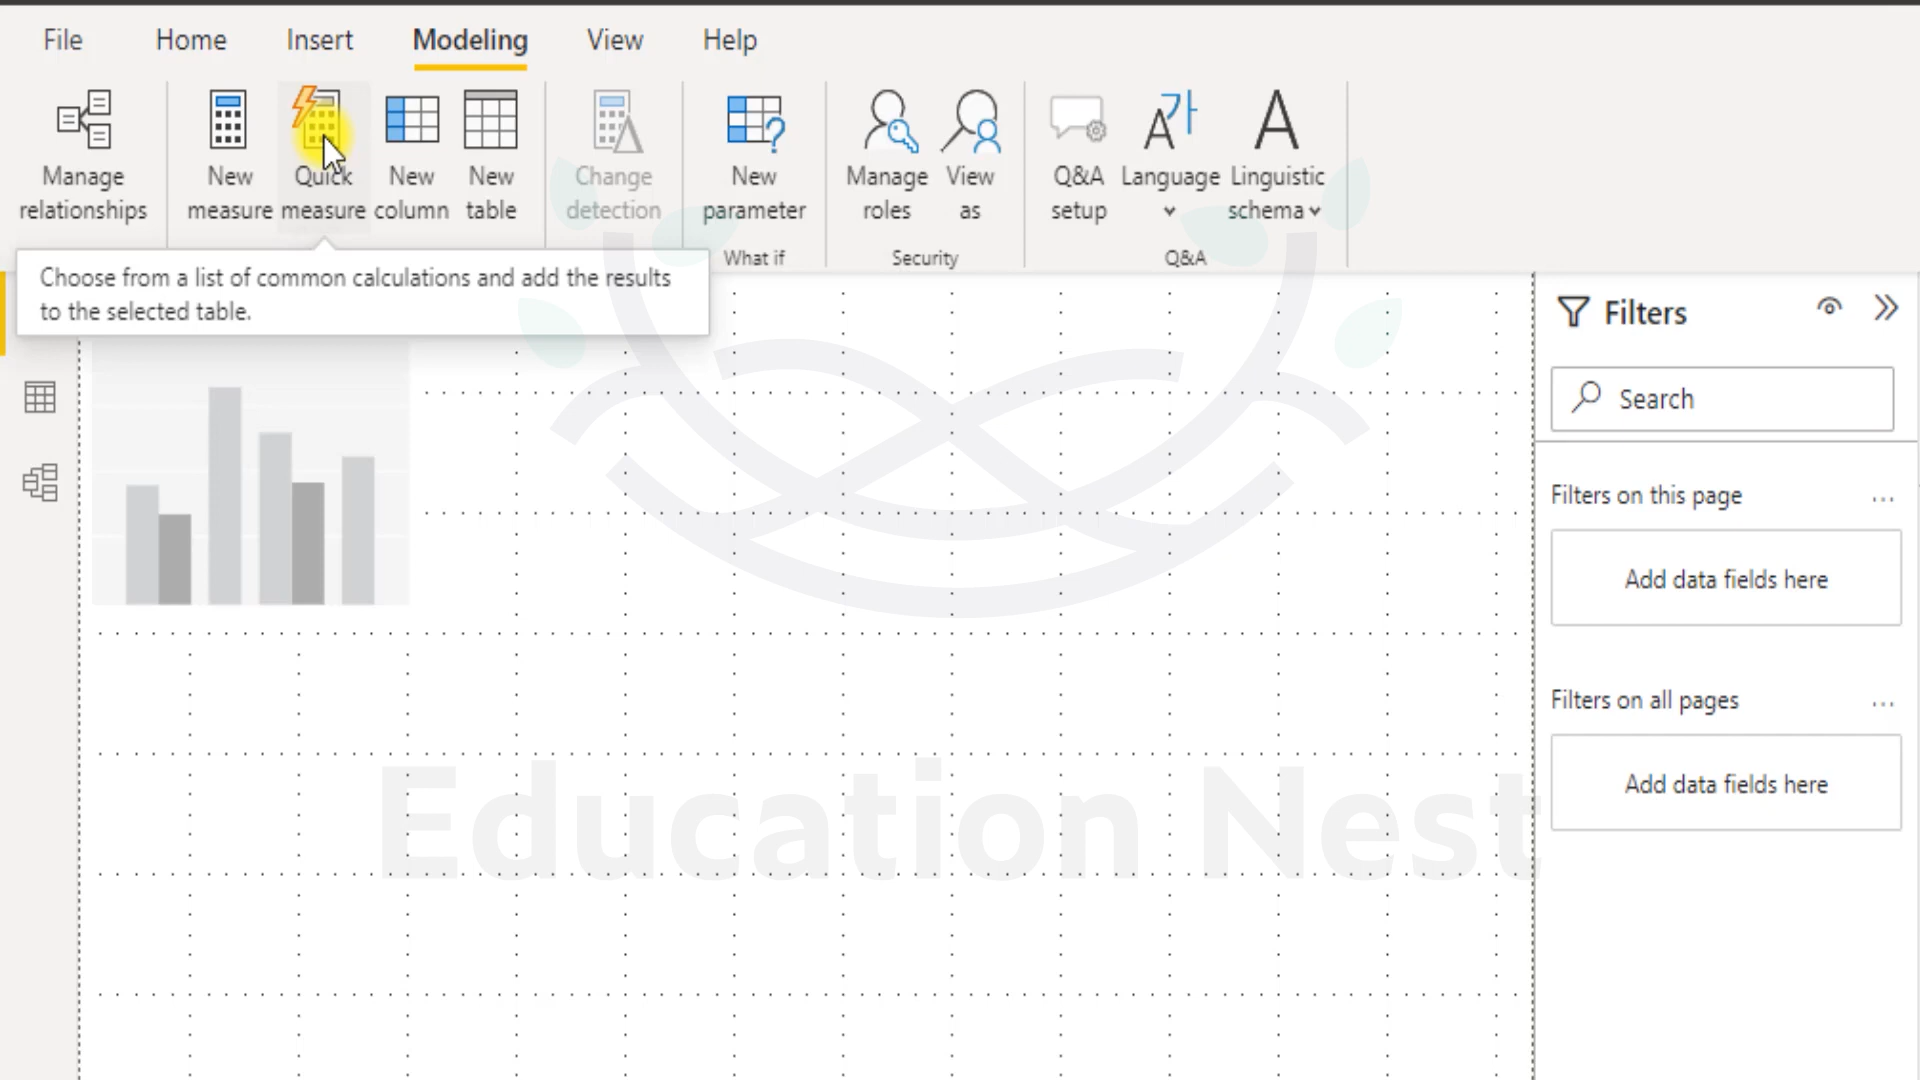 File Home Insert Modeling View Help
Manage relationships
New measure
Quick measure
New column
New table
Change detection
New parameter
What if
Manage roles
View as
Security
Q&A setup
Language
Linguistic schema
Q&A
Choose from a list of common calculations and add the results
to the selected table.
Filters
Search
Filters on this page ...
Add data fields here
Filters on all pages ...
Add data fields here
Education Nest